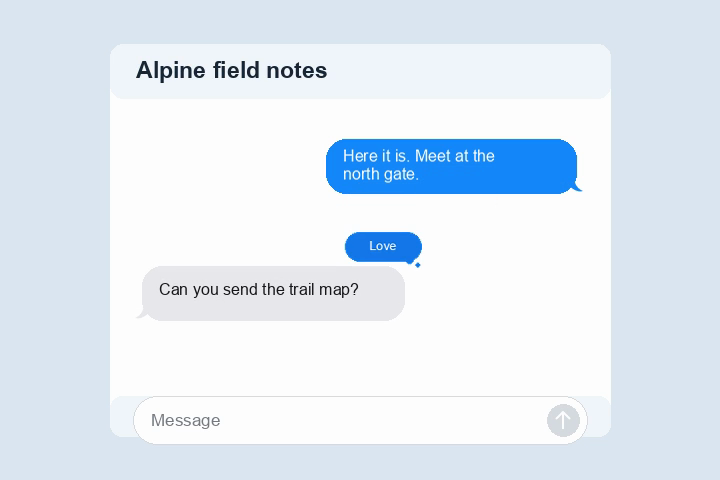 Alpine field notes
Here it is. Meet at the
north gate.
Love
Can you send the trail map?
Message